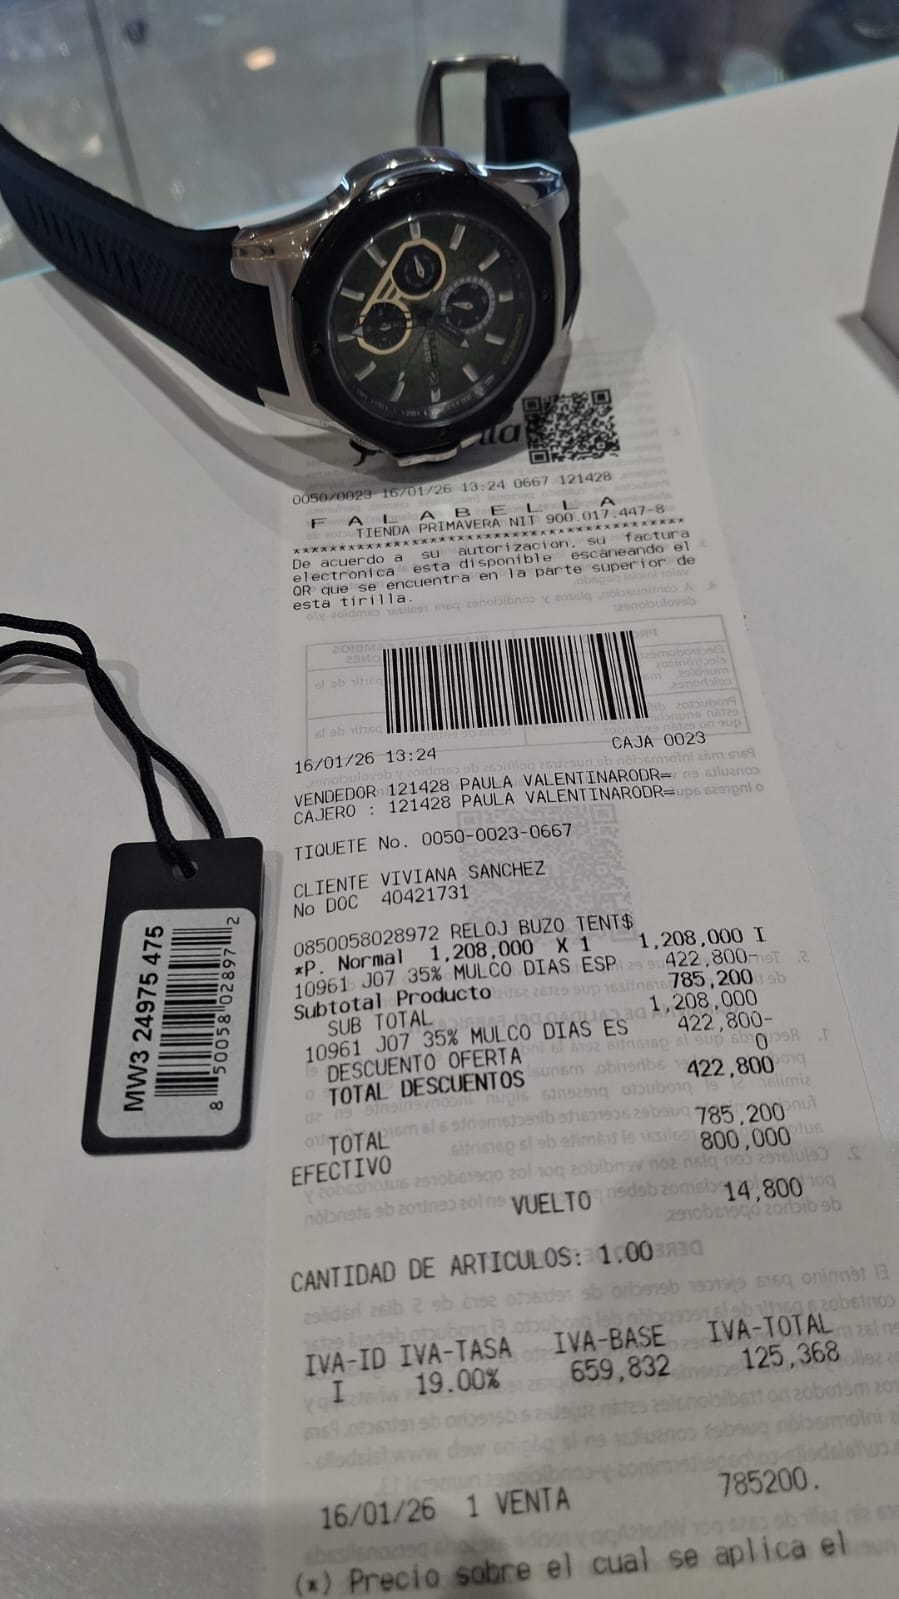 0050/0023 16/01/26 13:24 0667 121428
F A L A B E L L A
TIENDA PRIMAVERA NIT 900.017.447-8
****************************************
De acuerdo a su autorizacion, su factura
electronica esta disponible escaneando el
QR que se encuentra en la parte superior de
esta tirilla.
16/01/26 13:24 CAJA 0023
VENDEDOR 121428 PAULA VALENTINARODR=
CAJERO : 121428 PAULA VALENTINARODR=
TIQUETE No. 0050-0023-0667
CLIENTE VIVIANA SANCHEZ
No DOC 40421731
0850058028972 RELOJ BUZO TENT$
*P. Normal 1,208,000 X 1 1,208,000 I
10961 J07 35% MULCO DIAS ESP 422,800-
Subtotal Producto 785,200
SUB TOTAL 1,208,000
10961 J07 35% MULCO DIAS ES 422,800-
DESCUENTO OFERTA 0
TOTAL DESCUENTOS 422,800
TOTAL 785,200
EFECTIVO 800,000
VUELTO 14,800
CANTIDAD DE ARTICULOS: 1.00
IVA-ID IVA-TASA IVA-BASE IVA-TOTAL
I 19.00% 659,832 125,368
16/01/26 1 VENTA 785200.
(*) Precio sobre el cual se aplica el
MW3 24975 475
8 50058 02897 2